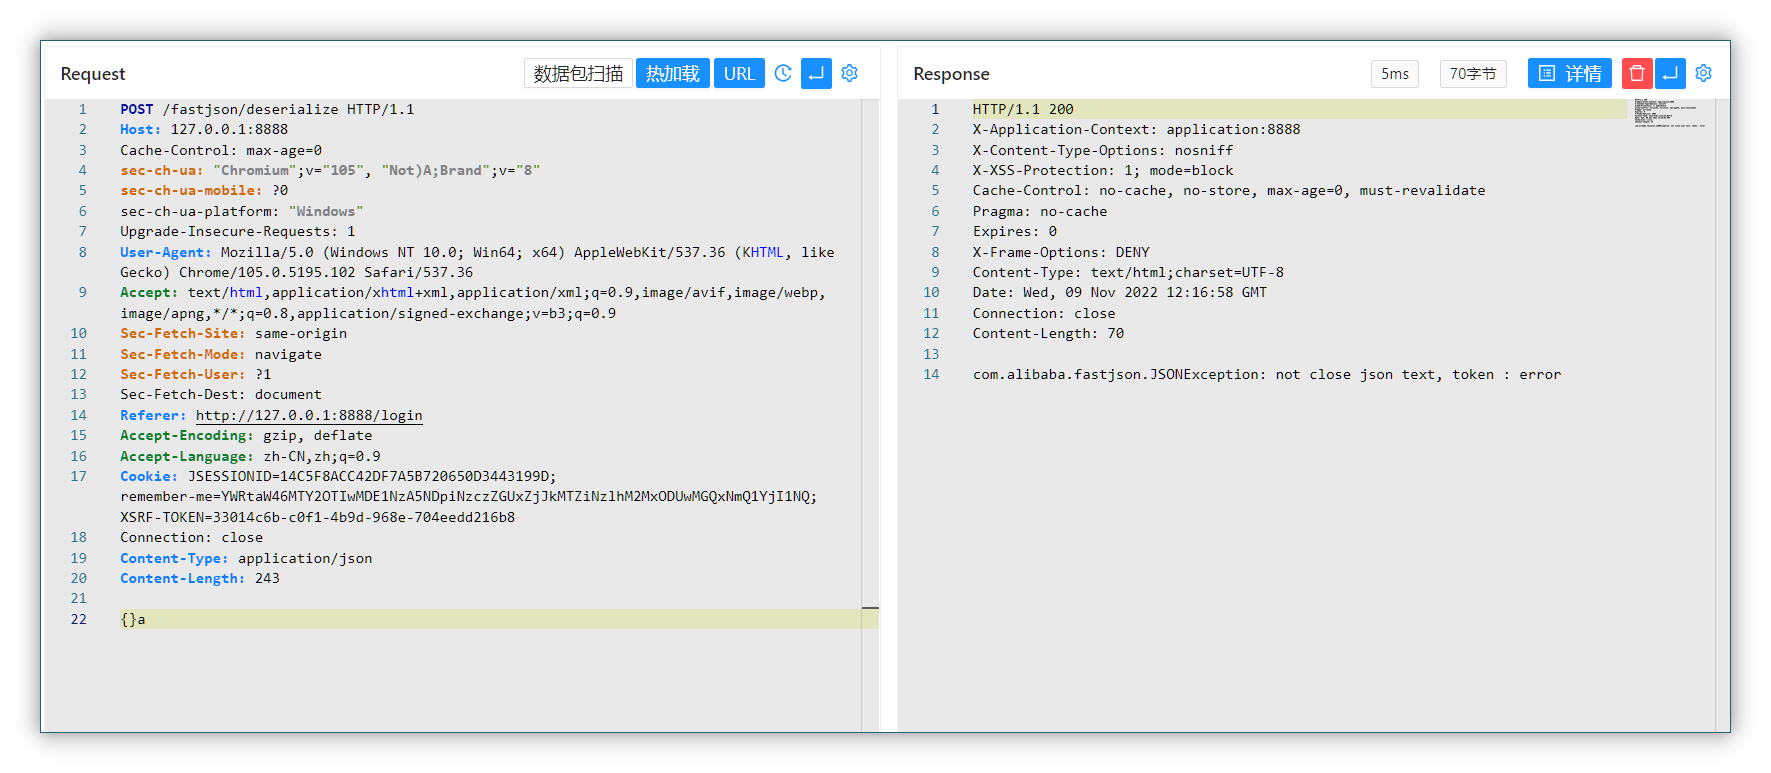 Request
数据包扫描 热加载 URL
1 POST /fastjson/deserialize HTTP/1.1
2 Host: 127.0.0.1:8888
3 Cache-Control: max-age=0
4 sec-ch-ua: "Chromium";v="105", "Not)A;Brand";v="8"
5 sec-ch-ua-mobile: ?0
6 sec-ch-ua-platform: "Windows"
7 Upgrade-Insecure-Requests: 1
8 User-Agent: Mozilla/5.0 (Windows NT 10.0; Win64; x64) AppleWebKit/537.36 (KHTML, like
Gecko) Chrome/105.0.5195.102 Safari/537.36
9 Accept: text/html,application/xhtml+xml,application/xml;q=0.9,image/avif,image/webp,
image/apng,*/*;q=0.8,application/signed-exchange;v=b3;q=0.9
10 Sec-Fetch-Site: same-origin
11 Sec-Fetch-Mode: navigate
12 Sec-Fetch-User: ?1
13 Sec-Fetch-Dest: document
14 Referer: http://127.0.0.1:8888/login
15 Accept-Encoding: gzip, deflate
16 Accept-Language: zh-CN,zh;q=0.9
17 Cookie: JSESSIONID=14C5F8ACC42DF7A5B720650D3443199D;
remember-me=YWRtaW46MTY2OTIwMDE1NzA5NDpiNzczZGUxZjJkMTZiNzlhM2MxODUwMGQxNmQ1YjI1NQ;
XSRF-TOKEN=33014c6b-c0f1-4b9d-968e-704eedd216b8
18 Connection: close
19 Content-Type: application/json
20 Content-Length: 243
21
22 {}a
Response
5ms 70字节 详情
1 HTTP/1.1 200
2 X-Application-Context: application:8888
3 X-Content-Type-Options: nosniff
4 X-XSS-Protection: 1; mode=block
5 Cache-Control: no-cache, no-store, max-age=0, must-revalidate
6 Pragma: no-cache
7 Expires: 0
8 X-Frame-Options: DENY
9 Content-Type: text/html;charset=UTF-8
10 Date: Wed, 09 Nov 2022 12:16:58 GMT
11 Connection: close
12 Content-Length: 70
13
14 com.alibaba.fastjson.JSONException: not close json text, token : error